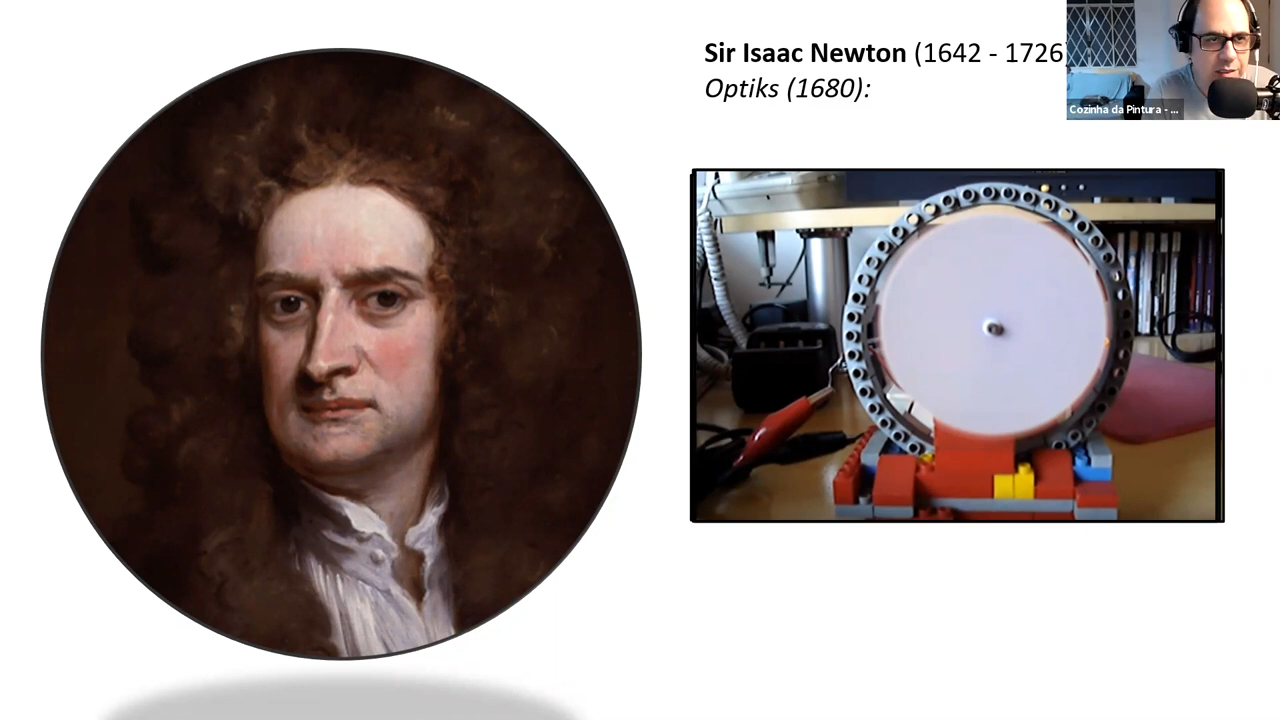 Sir Isaac Newton (1642 - 1726)
Optiks (1680):
Cozinha da Pintura - ...